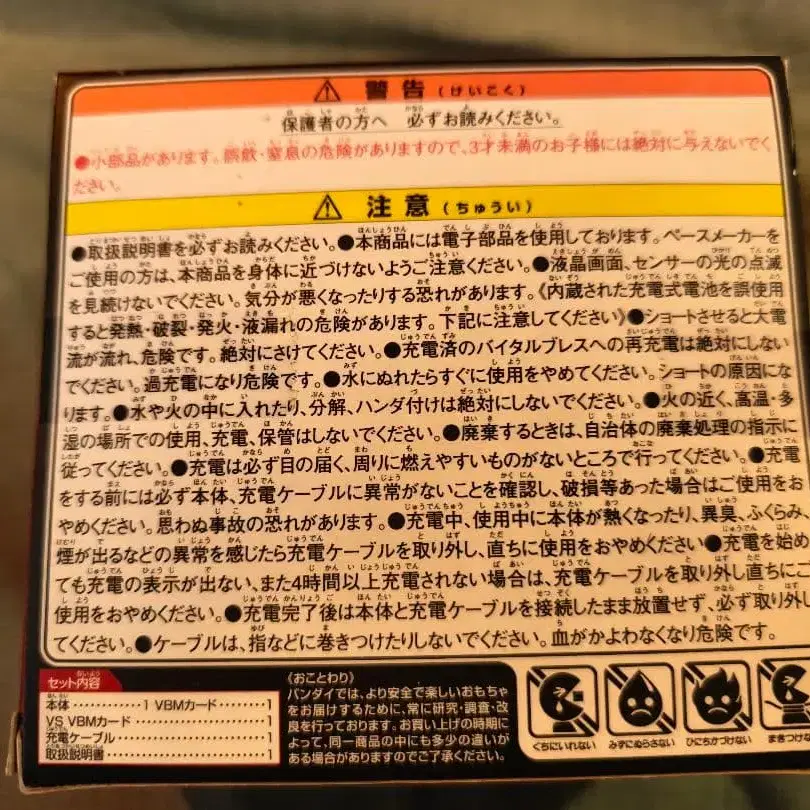 警告(けいこく)
保護者の方へ 必ずお読みください。
●小部品があります。誤飲・窒息の危険がありますので、3才未満のお子様には絶対に与えないでく
ださい。
注意(ちゅうい)
●取扱説明書を必ずお読みください。●本商品には電子部品を使用しております。ペースメーカーを
ご使用の方は、本商品を身体に近づけないようご注意ください。●液晶画面、センサーの光の点滅
を見続けないでください。気分が悪くなったりする恐れがあります。《内蔵された充電式電池を誤使用
すると発熱・破裂・発火・液漏れの危険があります。下記に注意してください》●ショートさせると大電
流が流れ、危険です。絶対にさけてください。●充電済のバイタルブレスへの再充電は絶対にしない
でください。過充電になり危険です。●水にぬれたらすぐに使用をやめてください。ショートの原因にな
ります。●水や火の中に入れたり、分解、ハンダ付けは絶対にしないでください。●火の近く、高温・多
湿の場所での使用、充電、保管はしないでください。●廃棄するときは、自治体の廃棄処理の指示に
従ってください。●充電は必ず目の届く、周りに燃えやすいものがないところで行ってください。●充電
をする前には必ず本体、充電ケーブルに異常がないことを確認し、破損等あった場合はご使用をお
やめください。思わぬ事故の恐れがあります。●充電中、使用中に本体が熱くなったり、異臭、ふくらみ、
煙が出るなどの異常を感じたら充電ケーブルを取り外し、直ちに使用をおやめください●充電を始め
ても充電の表示が出ない、また4時間以上充電されない場合は、充電ケーブルを取り外し直ちにご
使用をおやめください。●充電完了後は本体と充電ケーブルを接続したまま放置せず、必ず取り外し
てください。●ケーブルは、指などに巻きつけたりしないでください。血がかよわなくなり危険です。
セット内容
本体…………1 VBMカード………1
VS VBMカード………………1
充電ケーブル………………1
取扱説明書…………………1
《おことわり》
バンダイでは、より安全で楽しいおもちゃ
をお届けするために、常に研究・調査・改
良を行っております。お買い上げの時期に
よって、同一商品の中にも多少の違いが
ある場合がありますのでご了承ください。
くちにいれない
みずにぬらさない
ひにちかづけない
まきつけな